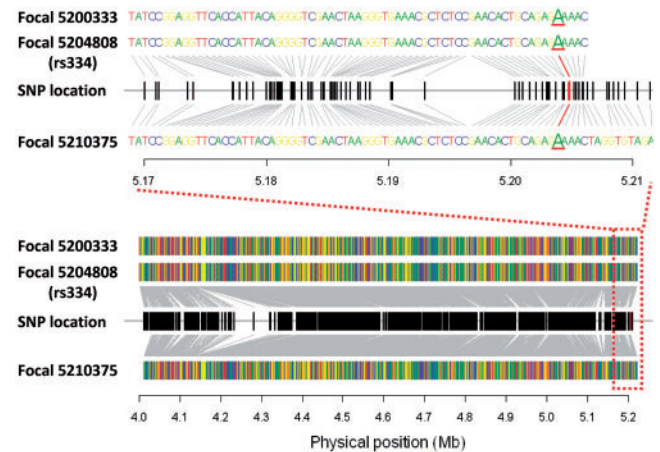 Focal 5200333 TATCCGGAGGTTCACCATTACAGGGGTCGAACTAAGGGTGAAACGCTCTCCGAACACTGCAGAGAAAAC
Focal 5204808 TATCCGGAGGTTCACCATTACAGGGGTCGAACTAAGGGTGAAACGCTCTCCGAACACTGCAGAGAAAAC
(rs334)
SNP location
Focal 5210375 TATCCGGAGGTTCACCATTACAGGGGTCGAACTAAGGGTGAAACGCTCTCCGAACACTGCAGAGAAAACTAGGTGTAGA
5.17 5.18 5.19 5.20 5.21
Focal 5200333
Focal 5204808
(rs334)
SNP location
Focal 5210375
4.0 4.1 4.2 4.3 4.4 4.5 4.6 4.7 4.8 4.9 5.0 5.1 5.2
Physical position (Mb)